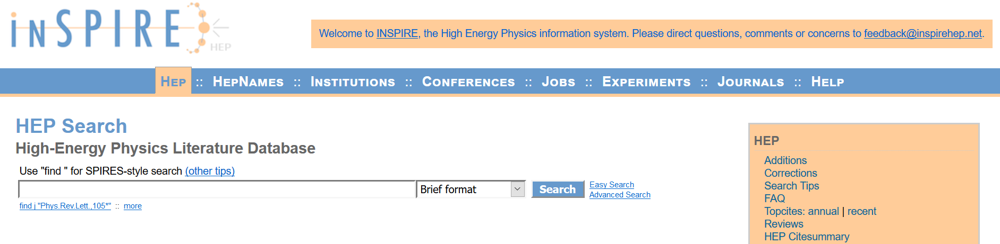 inSPIRE HEP
Welcome to INSPIRE, the High Energy Physics information system. Please direct questions, comments or concerns to feedback@inspirehep.net.
Hep :: HepNames :: Institutions :: Conferences :: Jobs :: Experiments :: Journals :: Help
HEP Search
High-Energy Physics Literature Database
Use "find " for SPIRES-style search (other tips)
Brief format Search Easy Search
Advanced Search
find j "Phys.Rev.Lett.,105*" :: more
HEP
Additions
Corrections
Search Tips
FAQ
Topcites: annual | recent
Reviews
HEP Citesummary